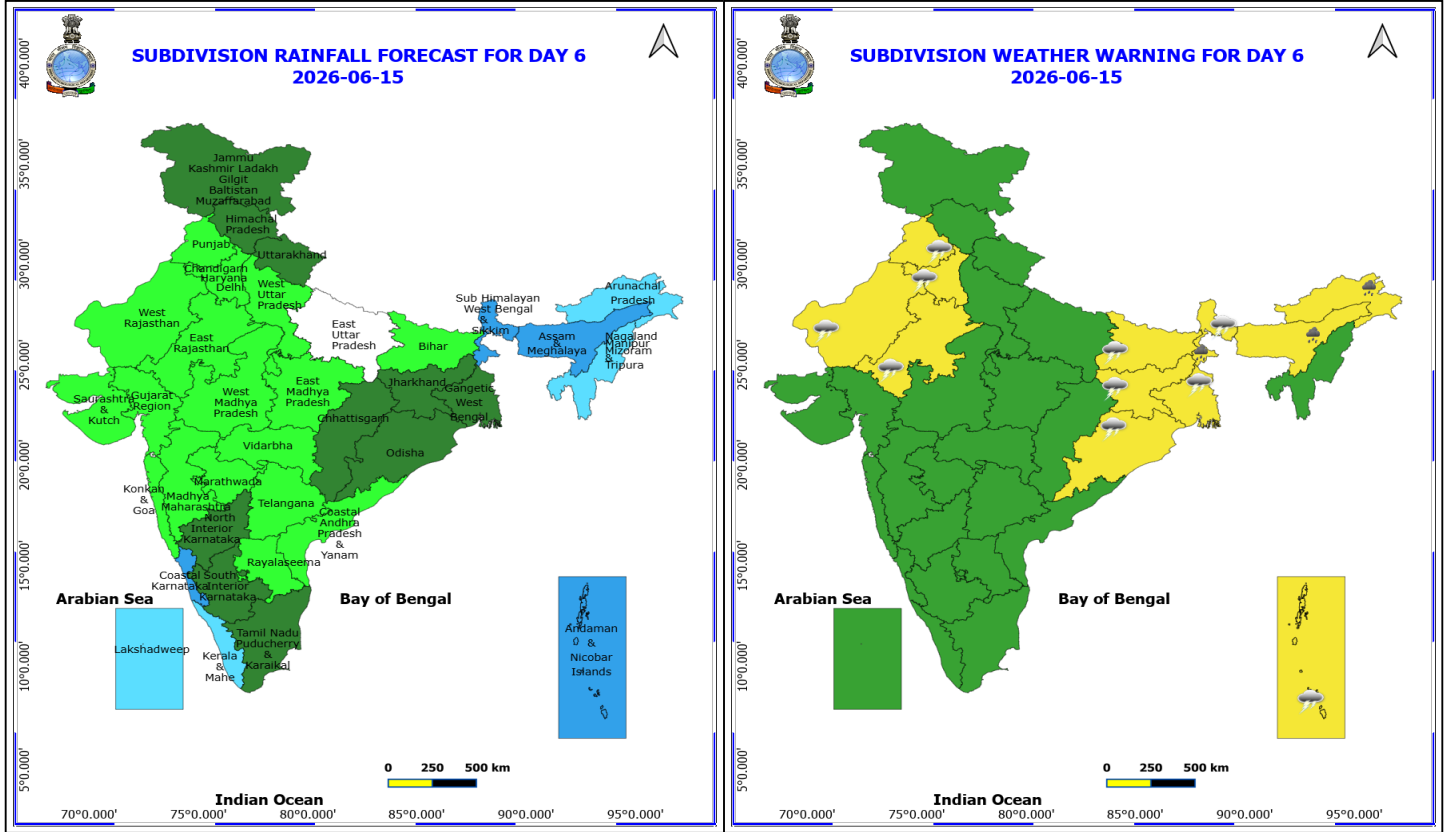 SUBDIVISION RAINFALL FORECAST FOR DAY 6
2026-06-15
40°0.000'
35°0.000'
30°0.000'
25°0.000'
20°0.000'
15°0.000'
10°0.000'
5°0.000'
Jammu
Kashmir Ladakh
Gilgit
Baltistan
Muzaffarabad
Himachal
Pradesh
Punjab
Uttarakhand
Chandigarh
Haryana
Delhi
West
Uttar
Pradesh
Arunachal
Pradesh
Sub Himalayan
West Bengal
&
Sikkim
West
Rajasthan
East
Uttar
Pradesh
East
Rajasthan
Bihar
Assam
&
Meghalaya
Nagaland
Manipur
Mizoram
&
Tripura
Saurashtra
&
Kutch
Gujarat
Region
West
Madhya
Pradesh
East
Madhya
Pradesh
Jharkhand
Gangetic
West
Bengal
Chhattisgarh
Vidarbha
Odisha
Konkan
&
Goa
Marathwada
Madhya
Maharashtra
Telangana
North
Interior
Karnataka
Coastal
Andhra
Pradesh
&
Yanam
Rayalaseema
Coastal
Karnataka
South
Interior
Karnataka
Arabian Sea
Bay of Bengal
Lakshadweep
Kerala
&
Mahe
Tamil Nadu
Puducherry
&
Karaikal
Andaman
&
Nicobar
Islands
0 250 500 km
Indian Ocean
70°0.000' 75°0.000' 80°0.000' 85°0.000' 90°0.000' 95°0.000'
SUBDIVISION WEATHER WARNING FOR DAY 6
2026-06-15
40°0.000'
35°0.000'
30°0.000'
25°0.000'
20°0.000'
15°0.000'
10°0.000'
5°0.000'
Arabian Sea
Bay of Bengal
0 250 500 km
Indian Ocean
70°0.000' 75°0.000' 80°0.000' 85°0.000' 90°0.000' 95°0.000'